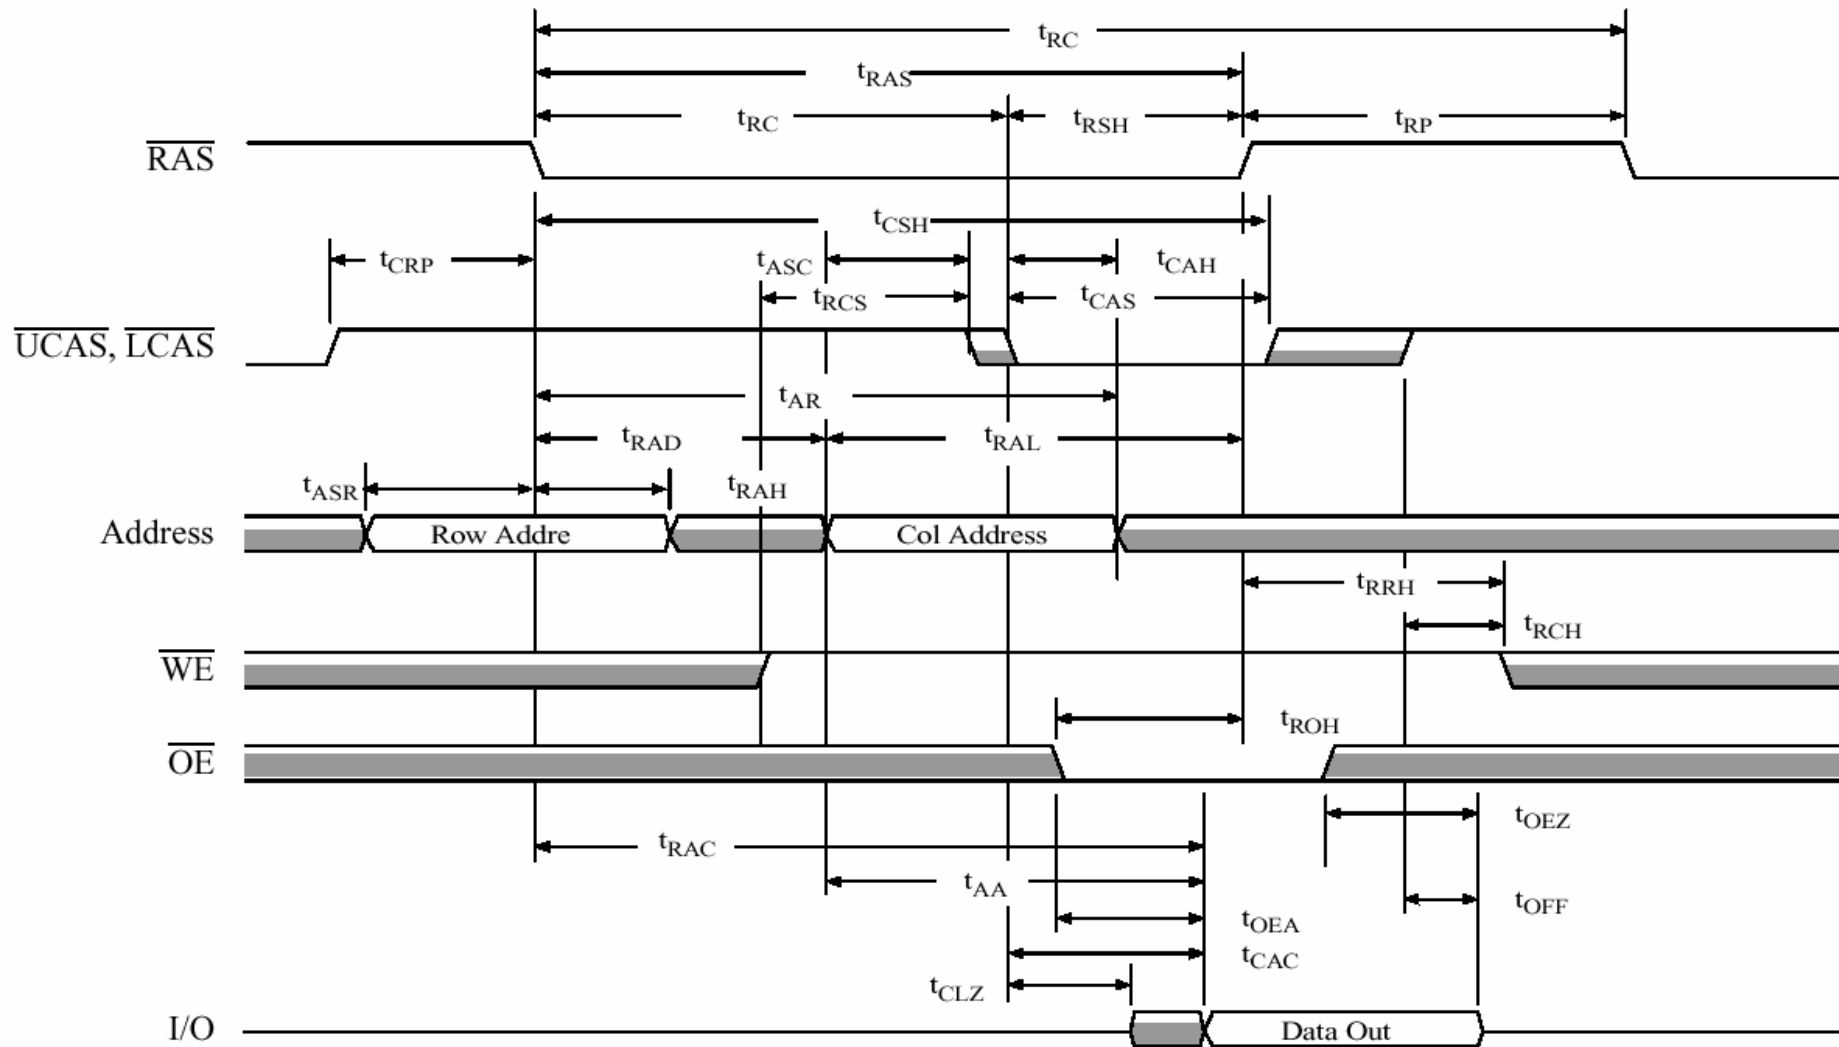 tRC
tRAS
tRC tRSH tRP
RAS
tCSH
tCRP tASC tCAH
tRCS tCAS
UCAS, LCAS
tAR
tRAD tRAL
tASR tRAH
Address Row Addre Col Address
tRRH
tRCH
WE
tROH
OE
tOEZ
tRAC
tAA
tOFF
tOEA
tCAC
tCLZ
I/O Data Out